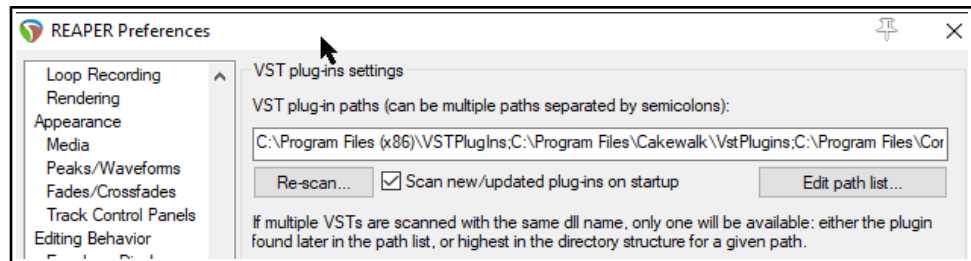 REAPER Preferences
Loop Recording
Rendering
Appearance
Media
Peaks/Waveforms
Fades/Crossfades
Track Control Panels
Editing Behavior
VST plug-ins settings
VST plug-in paths (can be multiple paths separated by semicolons):
C:\Program Files (x86)\VSTPlugIns;C:\Program Files\Cakewalk\VstPlugins;C:\Program Files\Cor
Re-scan... Scan new/updated plug-ins on startup Edit path list...
If multiple VSTs are scanned with the same dll name, only one will be available: either the plugin
found later in the path list, or highest in the directory structure for a given path.